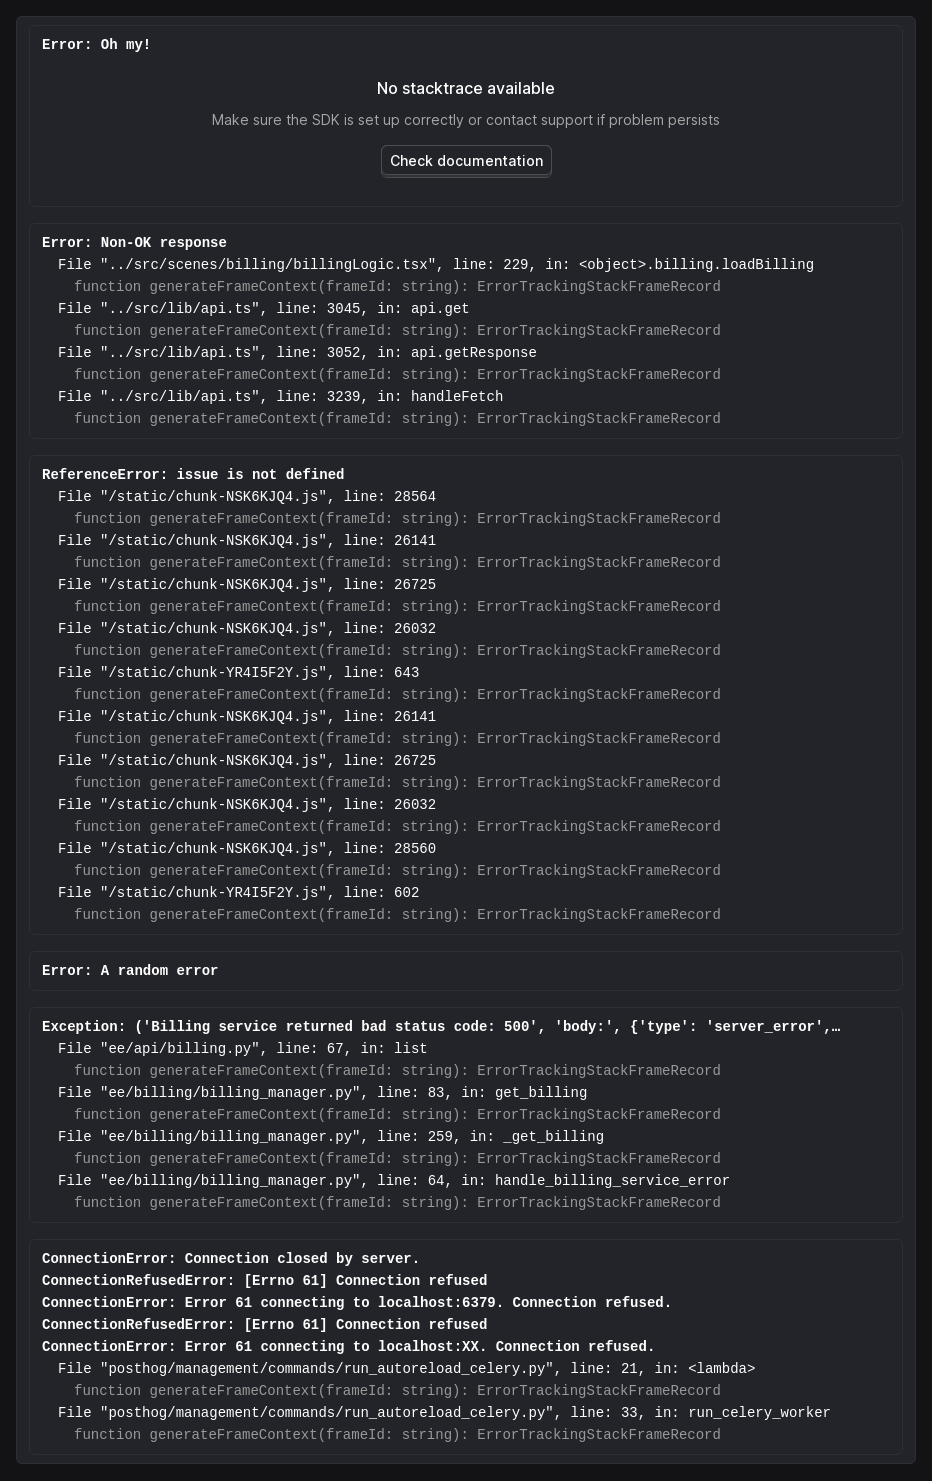 Error: Oh my!
No stacktrace available
Make sure the SDK is set up correctly or contact support if problem persists
Check documentation
Error: Non-OK response
File "../src/scenes/billing/billingLogic.tsx", line: 229, in: <object>.billing.loadBilling
function generateFrameContext(frameId: string): ErrorTrackingStackFrameRecord
File "../src/lib/api.ts", line: 3045, in: api.get
function generateFrameContext(frameId: string): ErrorTrackingStackFrameRecord
File "../src/lib/api.ts", line: 3052, in: api.getResponse
function generateFrameContext(frameId: string): ErrorTrackingStackFrameRecord
File "../src/lib/api.ts", line: 3239, in: handleFetch
function generateFrameContext(frameId: string): ErrorTrackingStackFrameRecord
ReferenceError: issue is not defined
File "/static/chunk-NSK6KJQ4.js", line: 28564
function generateFrameContext(frameId: string): ErrorTrackingStackFrameRecord
File "/static/chunk-NSK6KJQ4.js", line: 26141
function generateFrameContext(frameId: string): ErrorTrackingStackFrameRecord
File "/static/chunk-NSK6KJQ4.js", line: 26725
function generateFrameContext(frameId: string): ErrorTrackingStackFrameRecord
File "/static/chunk-NSK6KJQ4.js", line: 26032
function generateFrameContext(frameId: string): ErrorTrackingStackFrameRecord
File "/static/chunk-YR4I5F2Y.js", line: 643
function generateFrameContext(frameId: string): ErrorTrackingStackFrameRecord
File "/static/chunk-NSK6KJQ4.js", line: 26141
function generateFrameContext(frameId: string): ErrorTrackingStackFrameRecord
File "/static/chunk-NSK6KJQ4.js", line: 26725
function generateFrameContext(frameId: string): ErrorTrackingStackFrameRecord
File "/static/chunk-NSK6KJQ4.js", line: 26032
function generateFrameContext(frameId: string): ErrorTrackingStackFrameRecord
File "/static/chunk-NSK6KJQ4.js", line: 28560
function generateFrameContext(frameId: string): ErrorTrackingStackFrameRecord
File "/static/chunk-YR4I5F2Y.js", line: 602
function generateFrameContext(frameId: string): ErrorTrackingStackFrameRecord
Error: A random error
Exception: ('Billing service returned bad status code: 500', 'body:', {'type': 'server_error',…
File "ee/api/billing.py", line: 67, in: list
function generateFrameContext(frameId: string): ErrorTrackingStackFrameRecord
File "ee/billing/billing_manager.py", line: 83, in: get_billing
function generateFrameContext(frameId: string): ErrorTrackingStackFrameRecord
File "ee/billing/billing_manager.py", line: 259, in: _get_billing
function generateFrameContext(frameId: string): ErrorTrackingStackFrameRecord
File "ee/billing/billing_manager.py", line: 64, in: handle_billing_service_error
function generateFrameContext(frameId: string): ErrorTrackingStackFrameRecord
ConnectionError: Connection closed by server.
ConnectionRefusedError: [Errno 61] Connection refused
ConnectionError: Error 61 connecting to localhost:6379. Connection refused.
ConnectionRefusedError: [Errno 61] Connection refused
ConnectionError: Error 61 connecting to localhost:XX. Connection refused.
File "posthog/management/commands/run_autoreload_celery.py", line: 21, in: <lambda>
function generateFrameContext(frameId: string): ErrorTrackingStackFrameRecord
File "posthog/management/commands/run_autoreload_celery.py", line: 33, in: run_celery_worker
function generateFrameContext(frameId: string): ErrorTrackingStackFrameRecord